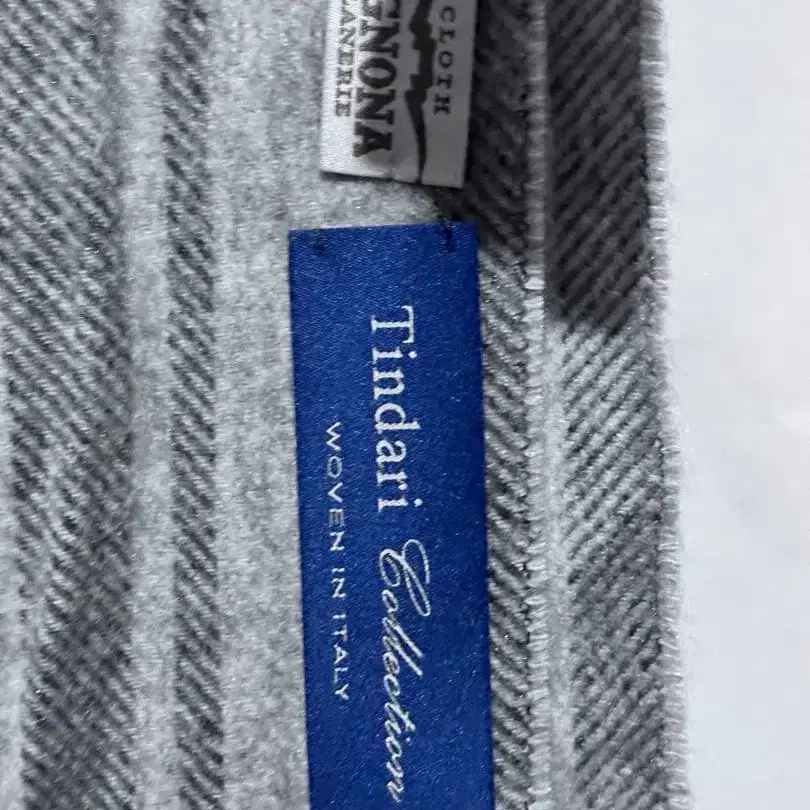 CLOTH
GNONA
LANERIE
Tindari Collection
WOVEN IN ITALY